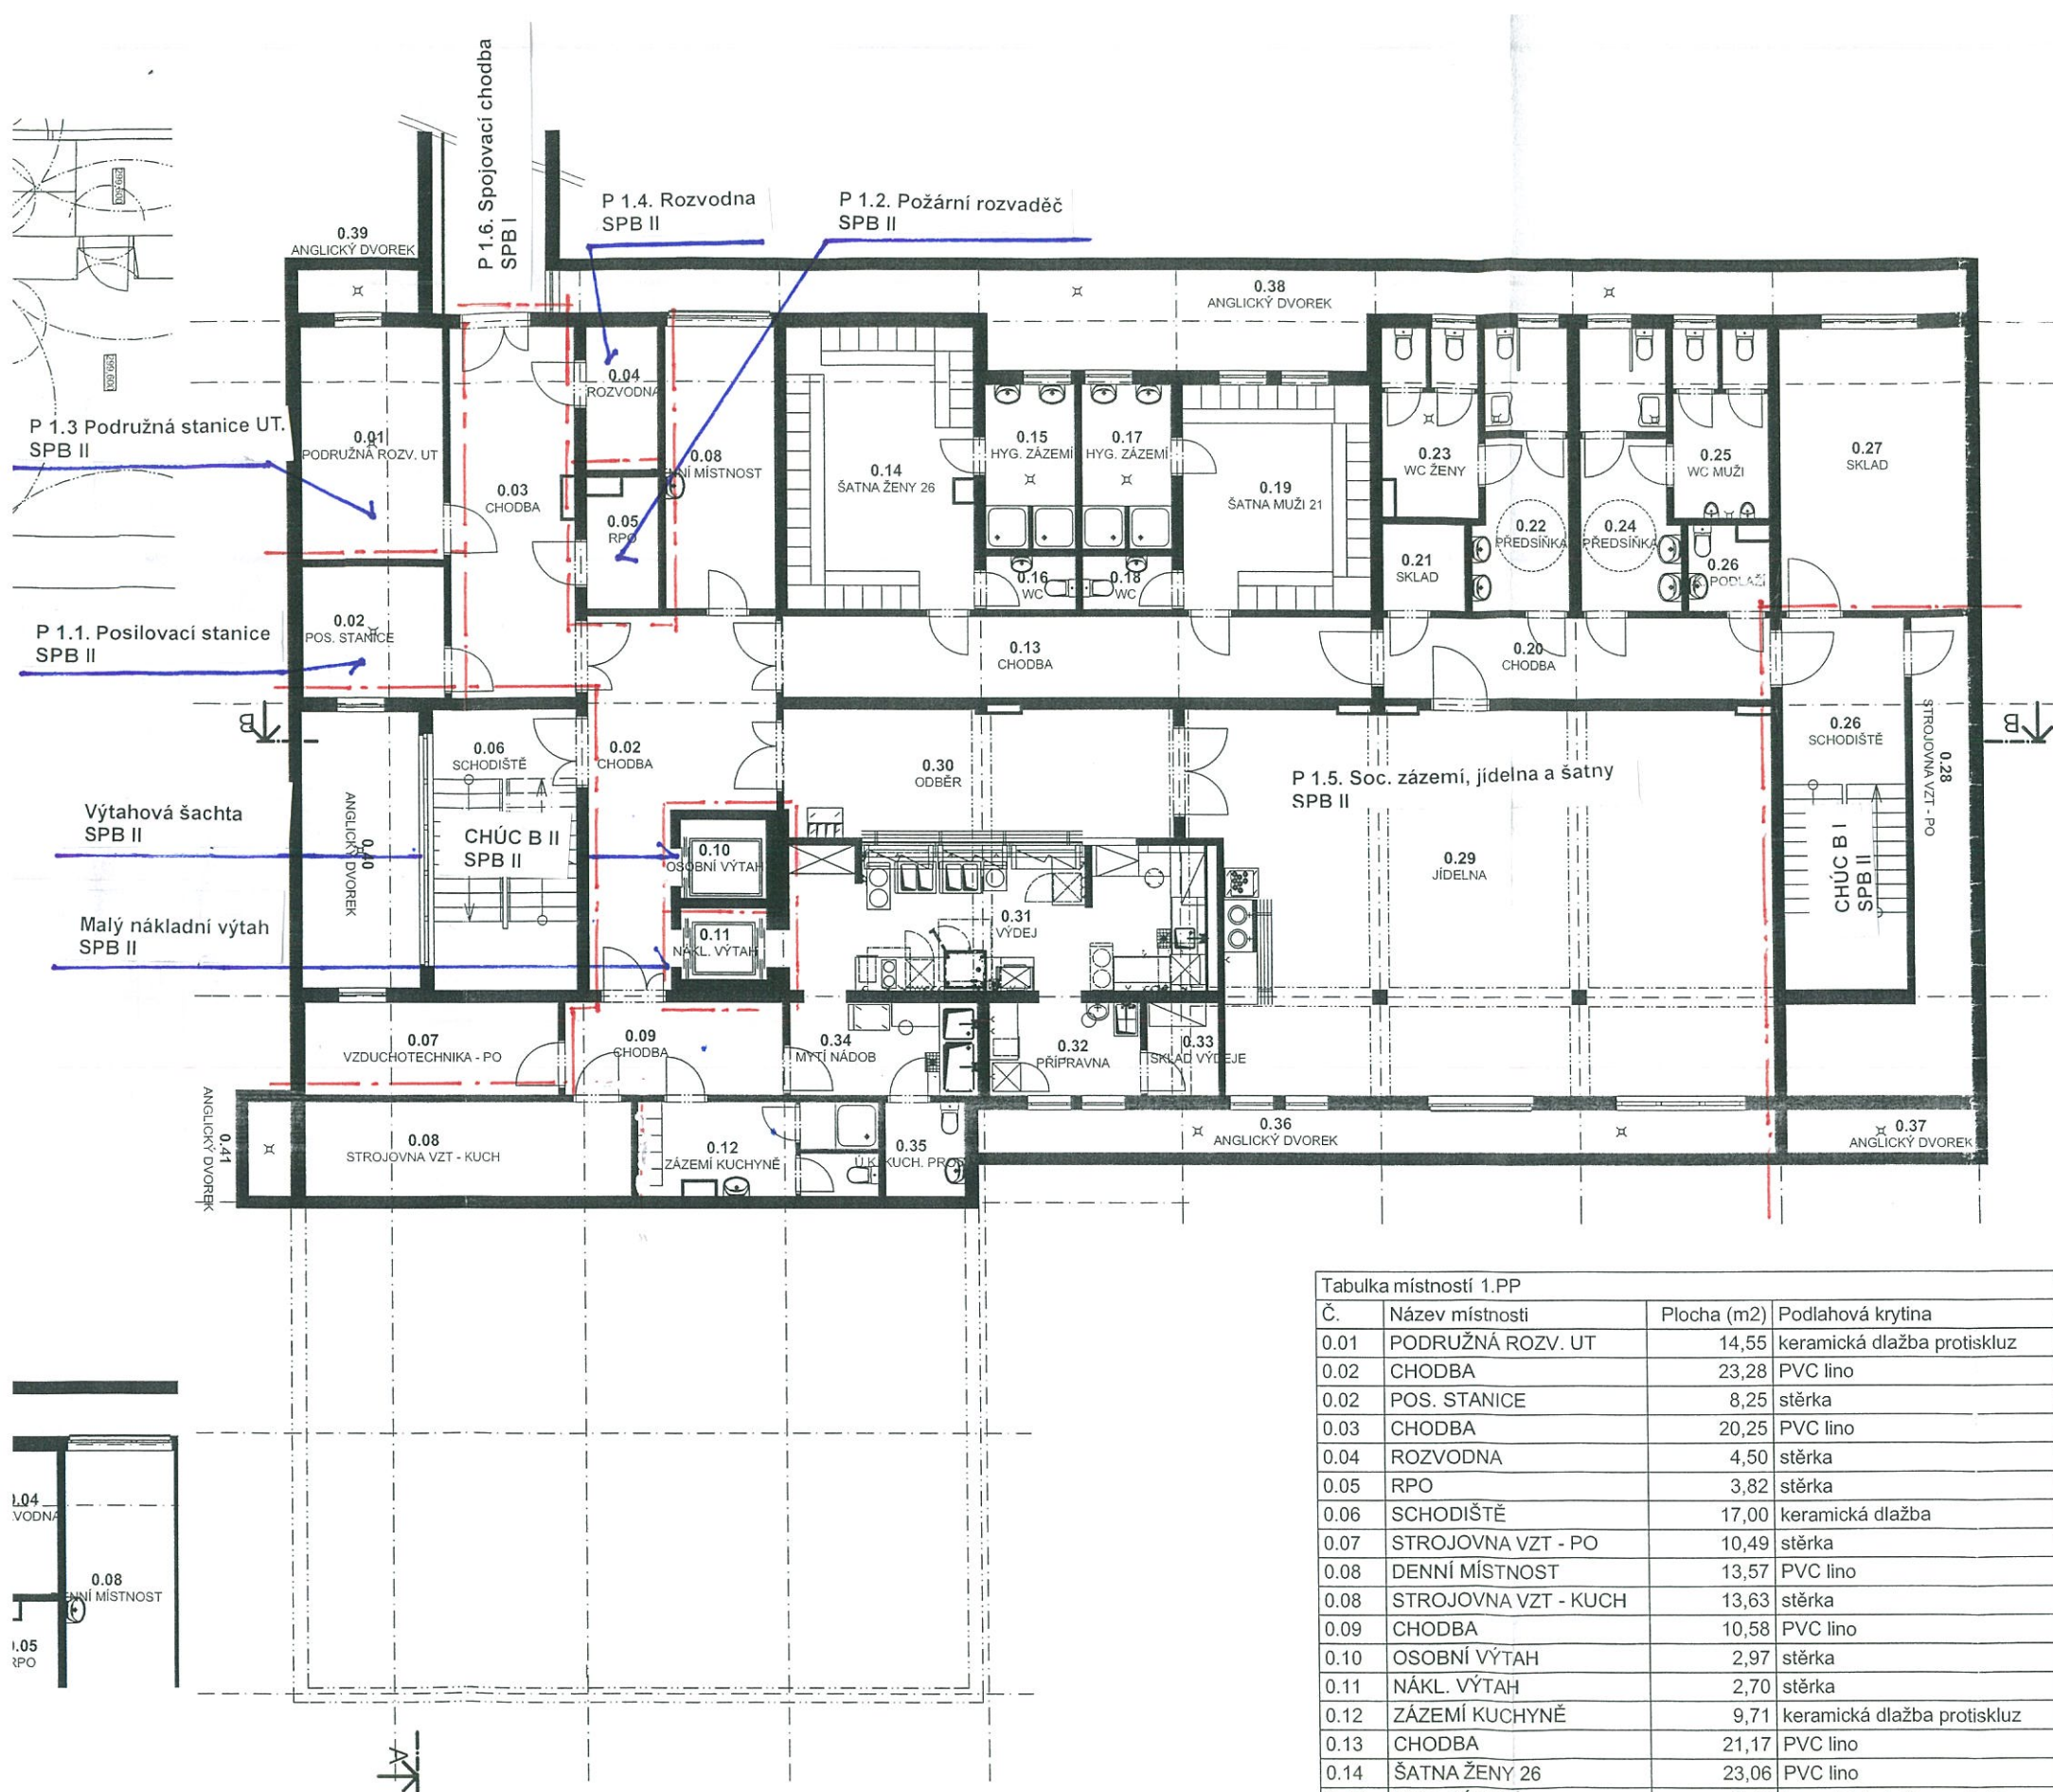 P 1.6. Spojovací chodba
SPB I
P 1.4. Rozvodna
SPB II
P 1.2. Požární rozvaděč
SPB II
0.39
ANGLICKÝ DVOREK
0.38
ANGLICKÝ DVOREK
P 1.3 Podružná stanice UT.
SPB II
0.01
PODRUŽNÁ ROZV. UT
0.03
CHODBA
0.04
ROZVODNA
0.05
RPO
0.08
NNÍ MÍSTNOST
0.14
ŠATNA ŽENY 26
0.15
HYG. ZÁZEMÍ
0.17
HYG. ZÁZEMÍ
0.16
WC
0.18
WC
0.19
ŠATNA MUŽI 21
0.23
WC ŽENY
0.21
SKLAD
0.22
PŘEDSÍŇKA
0.24
PŘEDSÍŇKA
0.25
WC MUŽI
0.26
PODLAŽÍ
0.27
SKLAD
P 1.1. Posilovací stanice
SPB II
0.02
POS. STANICE
0.13
CHODBA
0.20
CHODBA
B
B
0.06
SCHODIŠTĚ
0.02
CHODBA
0.30
ODBĚR
P 1.5. Soc. zázemí, jídelna a šatny
SPB II
0.26
SCHODIŠTĚ
0.28
STROJOVNA VZT - PO
Výtahová šachta
SPB II
0.40
ANGLICKÝ DVOREK
CHÚC B II
SPB II
0.10
OSOBNÍ VÝTAH
0.29
JÍDELNA
CHÚC B I
SPB II
Malý nákladní výtah
SPB II
0.11
NÁKL. VÝTAH
0.31
VÝDEJ
0.07
VZDUCHOTECHNIKA - PO
0.09
CHODBA
0.34
MYTÍ NÁDOB
0.32
PŘÍPRAVNA
0.33
SKLAD VÝDEJE
0.41
ANGLICKÝ DVOREK
0.08
STROJOVNA VZT - KUCH
0.12
ZÁZEMÍ KUCHYNĚ
0.35
KUCH.
0.36
ANGLICKÝ DVOREK
0.37
ANGLICKÝ DVOREK
Tabulka místností 1.PP
Č. Název místnosti Plocha (m2) Podlahová krytina
0.01 PODRUŽNÁ ROZV. UT 14,55 keramická dlažba protiskluz
0.02 CHODBA 23,28 PVC lino
0.02 POS. STANICE 8,25 stěrka
0.03 CHODBA 20,25 PVC lino
0.04 ROZVODNA 4,50 stěrka
0.05 RPO 3,82 stěrka
0.06 SCHODIŠTĚ 17,00 keramická dlažba
0.07 STROJOVNA VZT - PO 10,49 stěrka
0.08 DENNÍ MÍSTNOST 13,57 PVC lino
0.08 STROJOVNA VZT - KUCH 13,63 stěrka
0.09 CHODBA 10,58 PVC lino
0.10 OSOBNÍ VÝTAH 2,97 stěrka
0.11 NÁKL. VÝTAH 2,70 stěrka
0.12 ZÁZEMÍ KUCHYNĚ 9,71 keramická dlažba protiskluz
0.13 CHODBA 21,17 PVC lino
0.14 ŠATNA ŽENY 26 23,06 PVC lino
0.04
VODNA
0.08
NNÍ MÍSTNOST
0.05
RPO
A